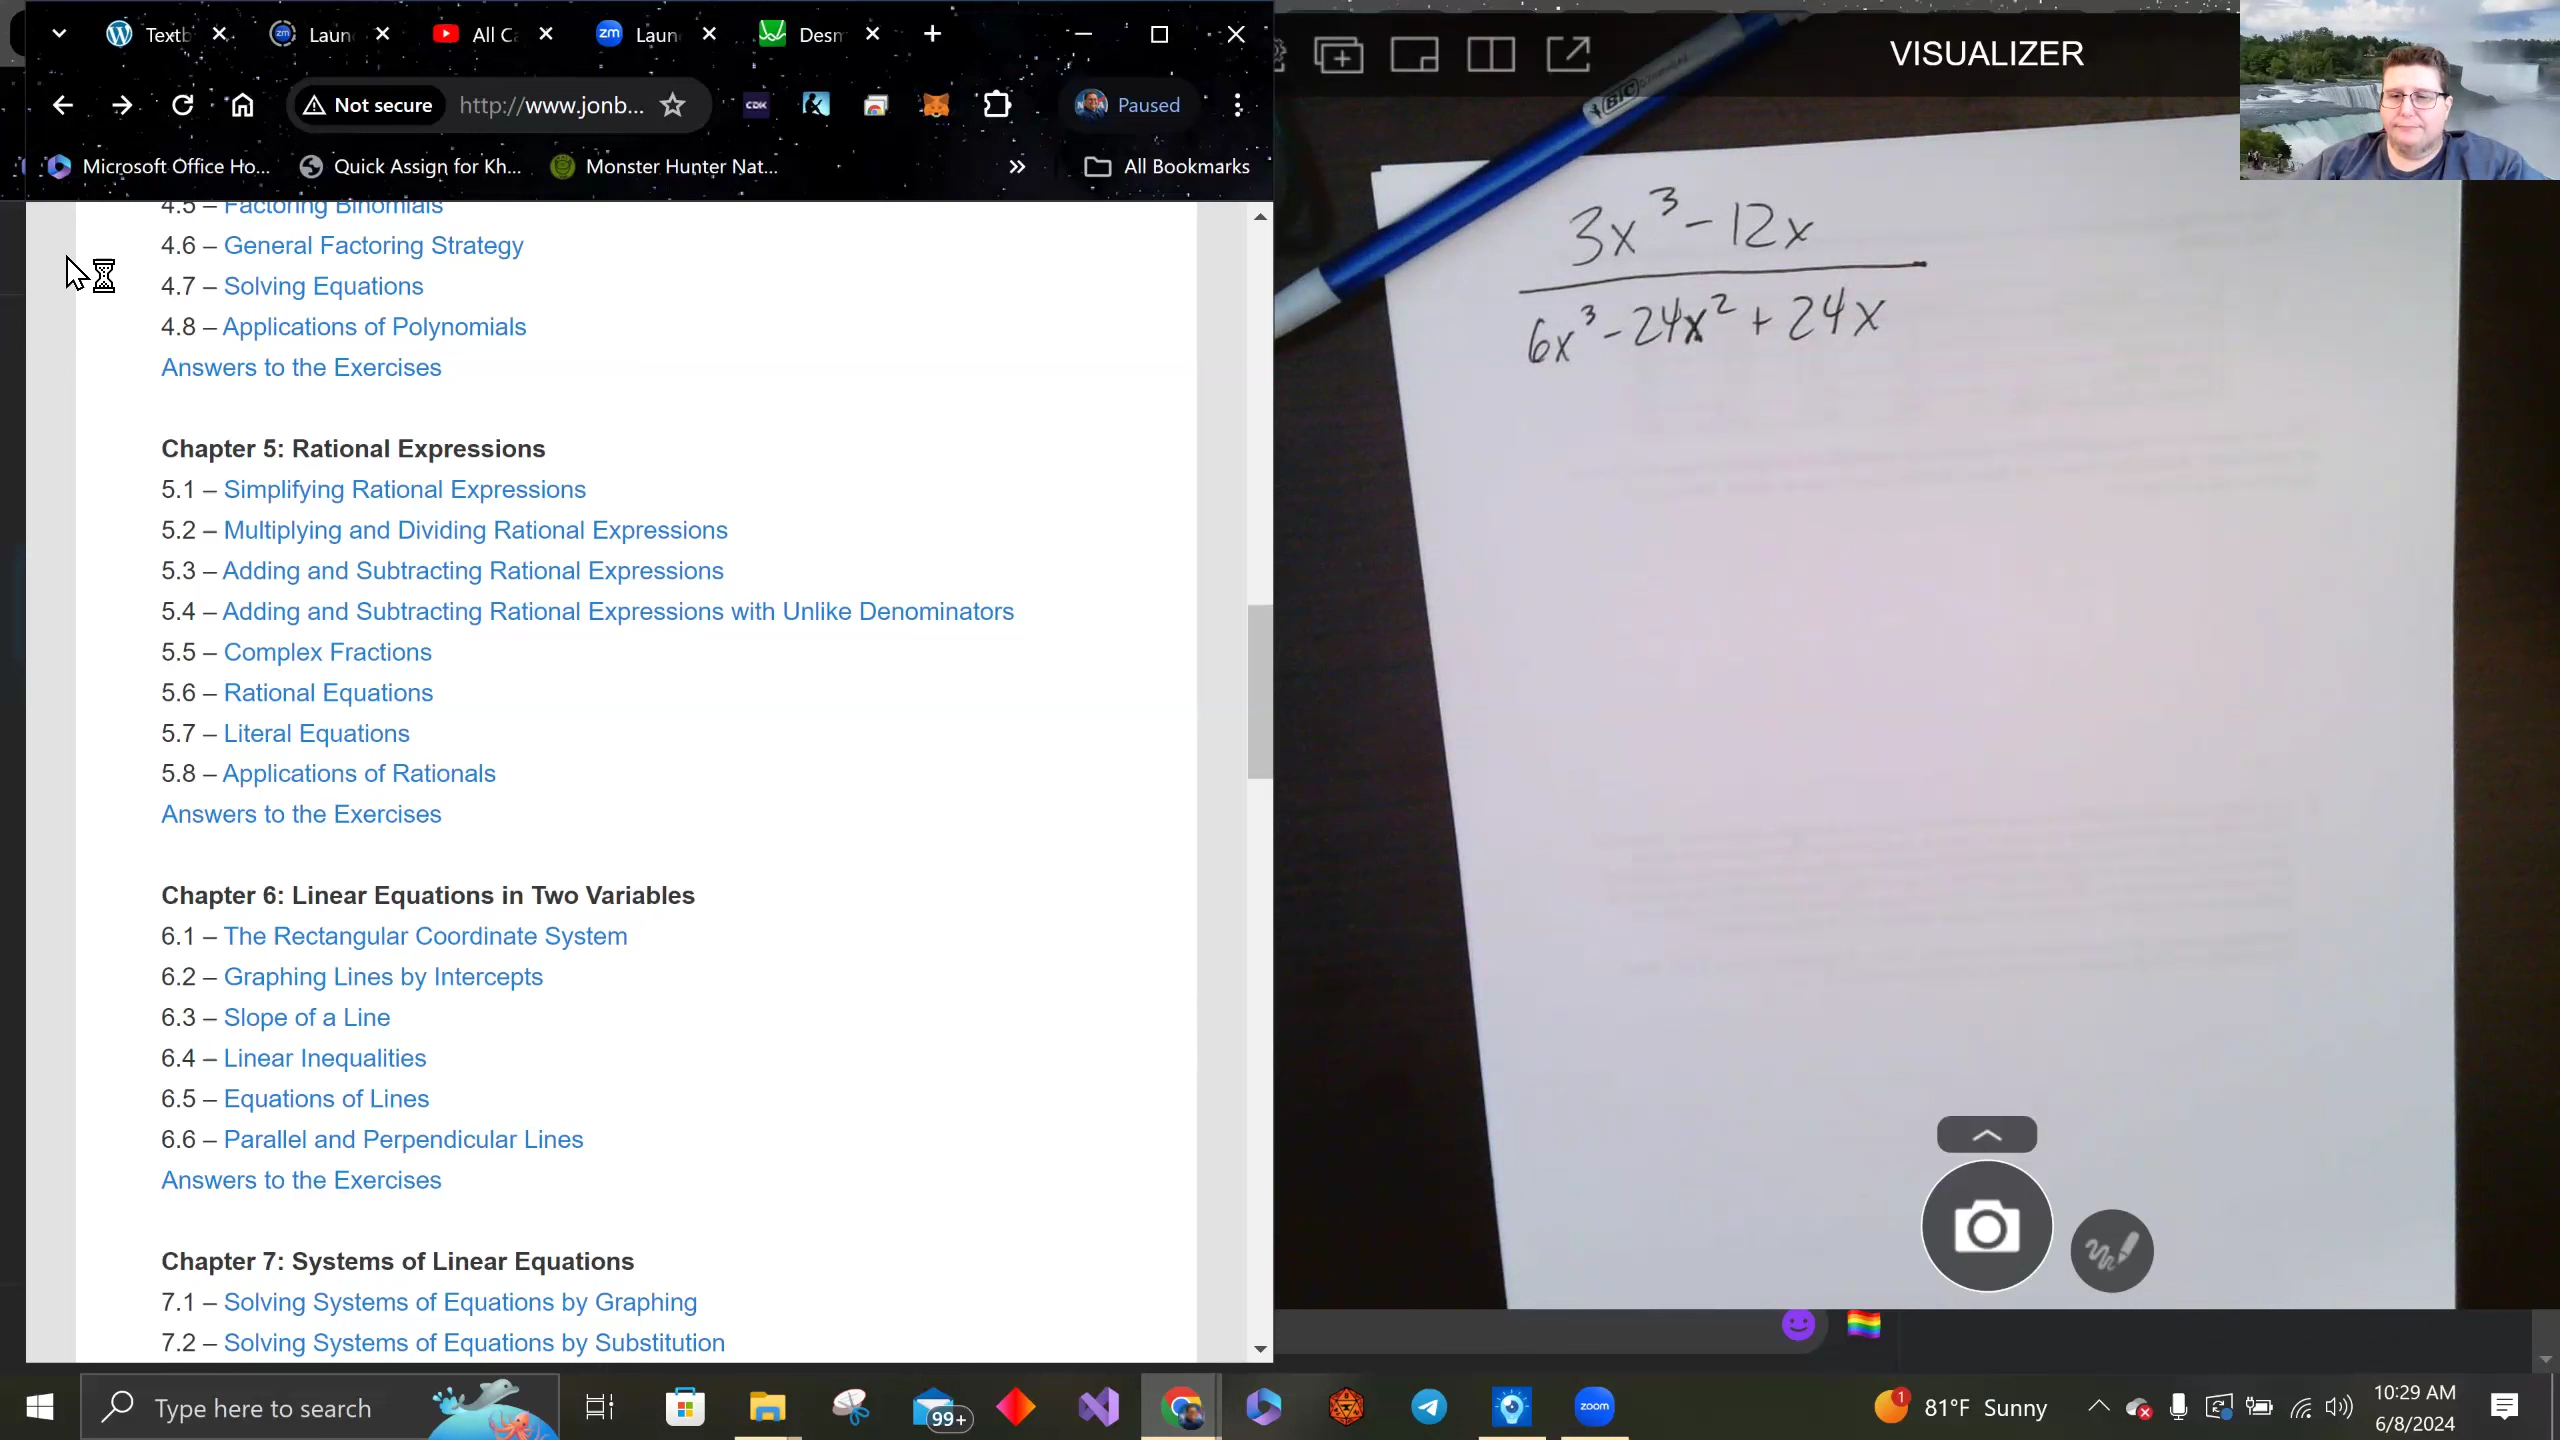 Textb
Laun
All C
Laun
Desm
Not secure
http://www.jonb...
CDK
Paused
Microsoft Office Ho...
Quick Assign for Kh...
Monster Hunter Nat...
»
All Bookmarks
4.5 – Factoring Binomials
4.6 – General Factoring Strategy
4.7 – Solving Equations
4.8 – Applications of Polynomials
Answers to the Exercises
Chapter 5: Rational Expressions
5.1 – Simplifying Rational Expressions
5.2 – Multiplying and Dividing Rational Expressions
5.3 – Adding and Subtracting Rational Expressions
5.4 – Adding and Subtracting Rational Expressions with Unlike Denominators
5.5 – Complex Fractions
5.6 – Rational Equations
5.7 – Literal Equations
5.8 – Applications of Rationals
Answers to the Exercises
Chapter 6: Linear Equations in Two Variables
6.1 – The Rectangular Coordinate System
6.2 – Graphing Lines by Intercepts
6.3 – Slope of a Line
6.4 – Linear Inequalities
6.5 – Equations of Lines
6.6 – Parallel and Perpendicular Lines
Answers to the Exercises
Chapter 7: Systems of Linear Equations
7.1 – Solving Systems of Equations by Graphing
7.2 – Solving Systems of Equations by Substitution
VISUALIZER
BIC
3x³ - 12x
6x³ - 24x² + 24x
Type here to search
99+
zoom
1
81°F Sunny
10:29 AM
6/8/2024